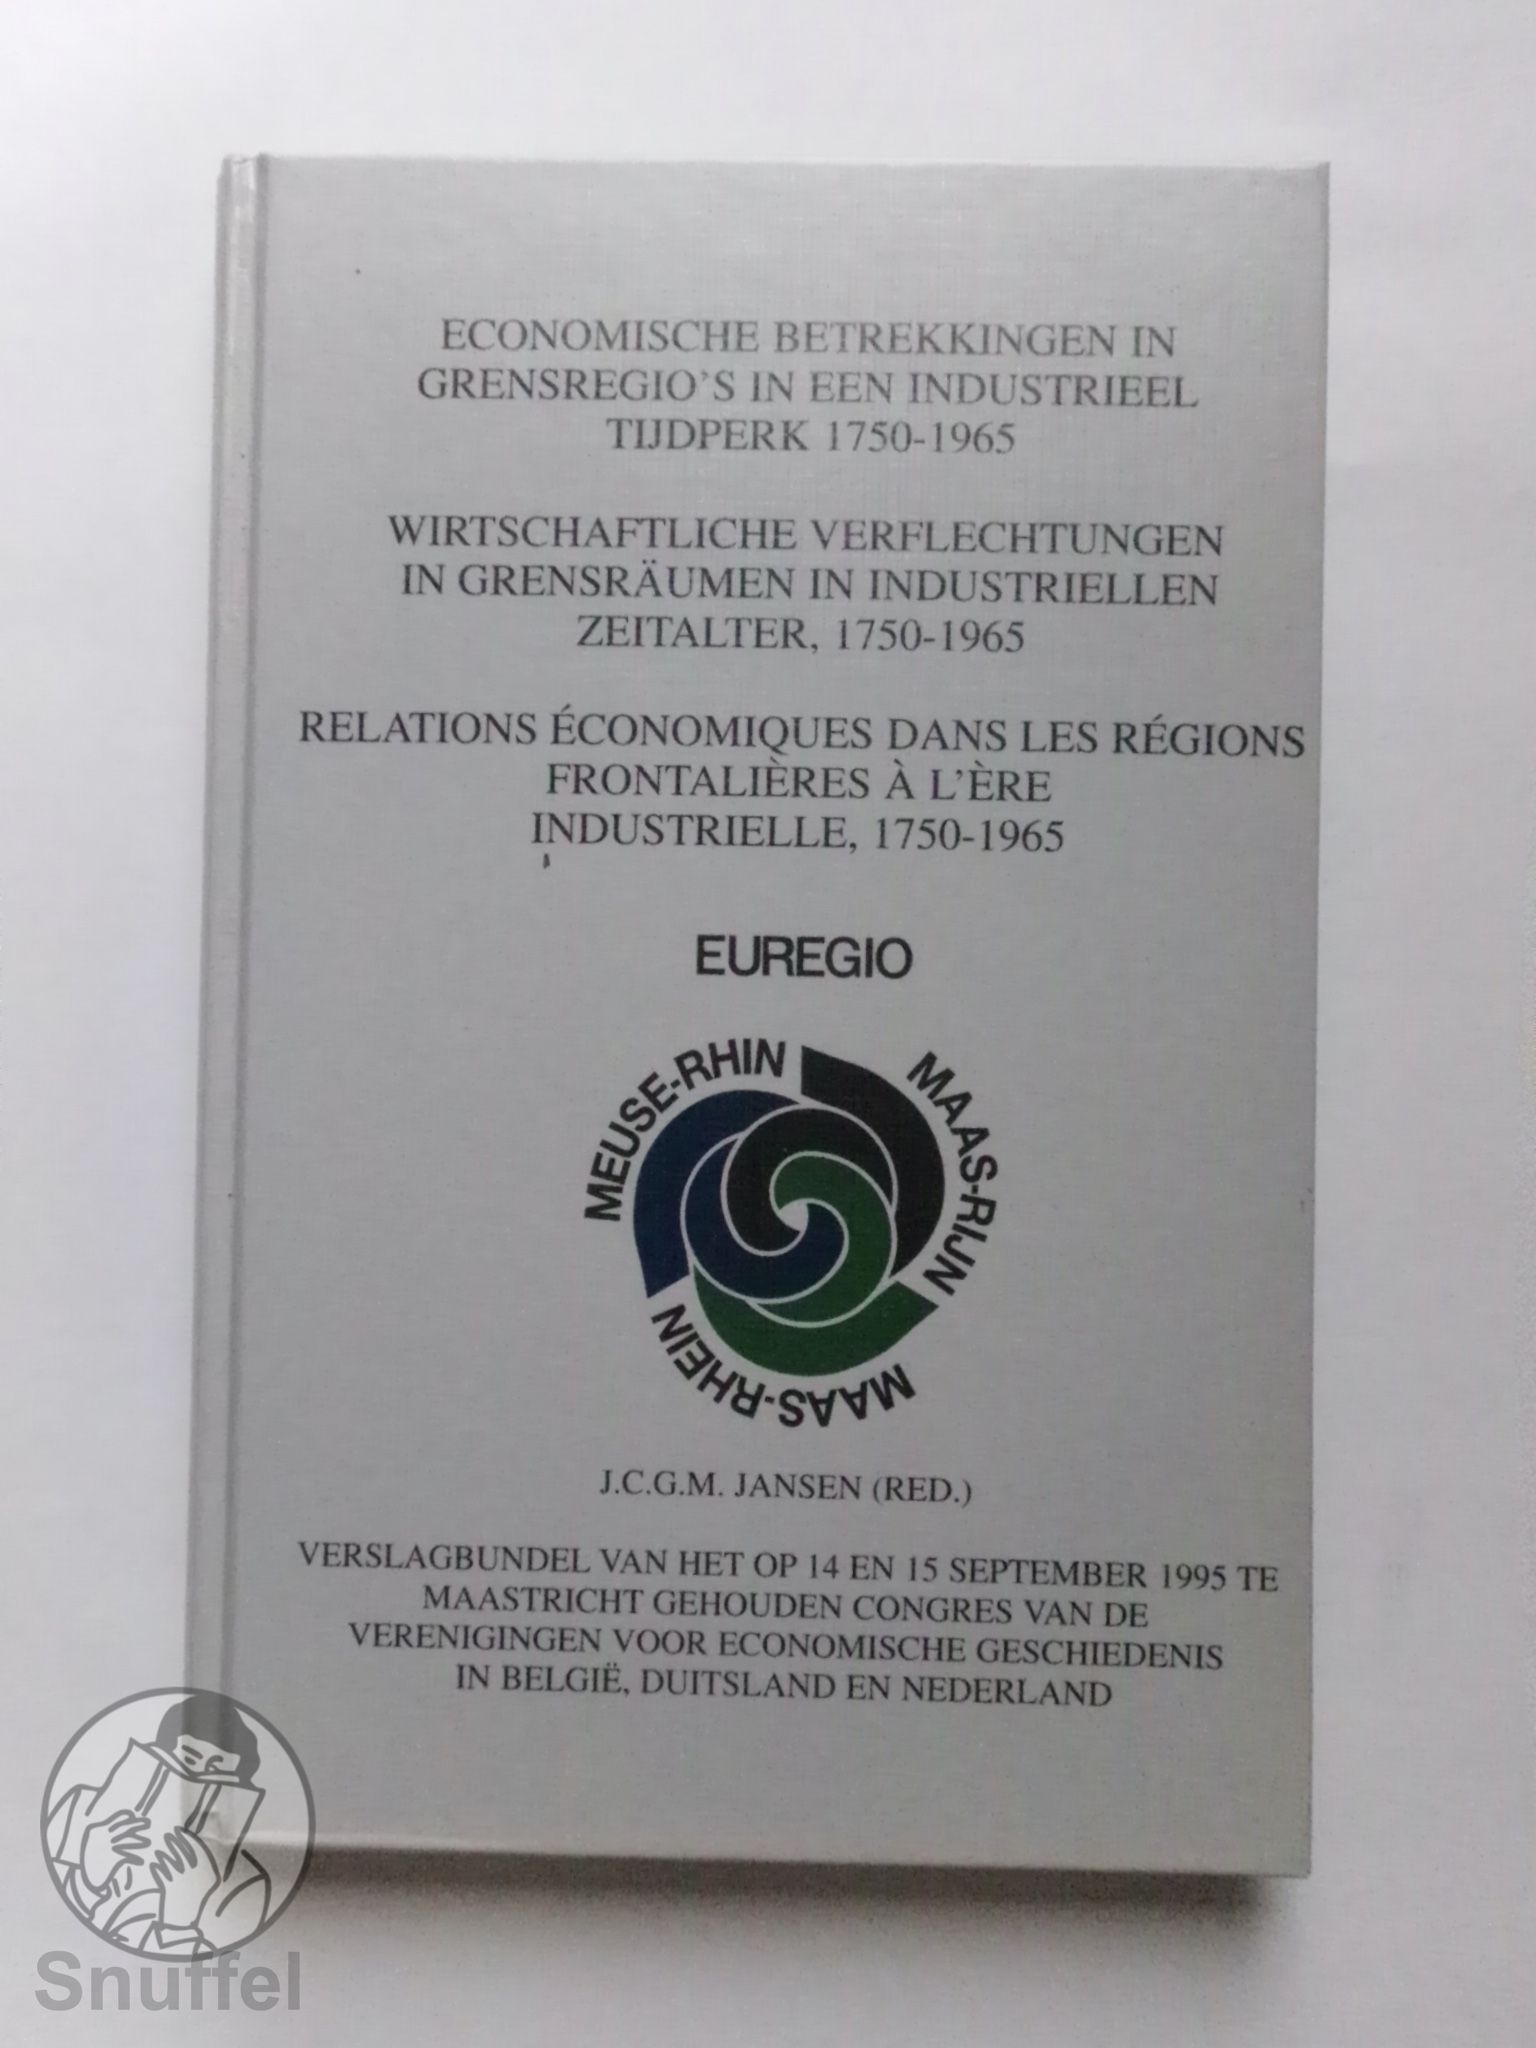 ECONOMISCHE BETREKKINGEN IN
GRENSREGIO'S IN EEN INDUSTRIEEL
TIJDPERK 1750-1965
WIRTSCHAFTLICHE VERFLECHTUNGEN
IN GRENSRÄUMEN IN INDUSTRIELLEN
ZEITALTER, 1750-1965
RELATIONS ÉCONOMIQUES DANS LES RÉGIONS
FRONTALIÈRES À L'ÈRE
INDUSTRIELLE, 1750-1965
EUREGIO
MEUSE-RHIN
MAAS-RIJN
MAAS-RHEIN
J.C.G.M. JANSEN (RED.)
VERSLAGBUNDEL VAN HET OP 14 EN 15 SEPTEMBER 1995 TE
MAASTRICHT GEHOUDEN CONGRES VAN DE
VERENIGINGEN VOOR ECONOMISCHE GESCHIEDENIS
IN BELGIË, DUITSLAND EN NEDERLAND
Snuffel